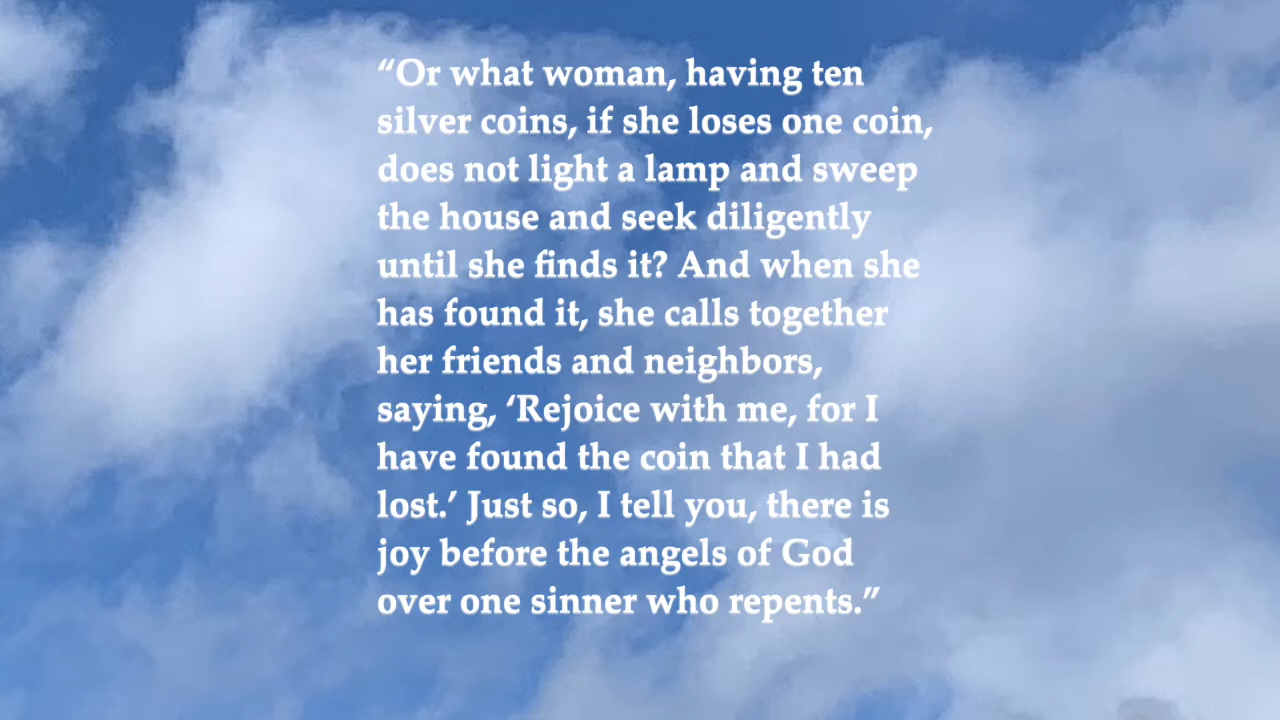 “Or what woman, having ten
silver coins, if she loses one coin,
does not light a lamp and sweep
the house and seek diligently
until she finds it? And when she
has found it, she calls together
her friends and neighbors,
saying, ‘Rejoice with me, for I
have found the coin that I had
lost.’ Just so, I tell you, there is
joy before the angels of God
over one sinner who repents.”